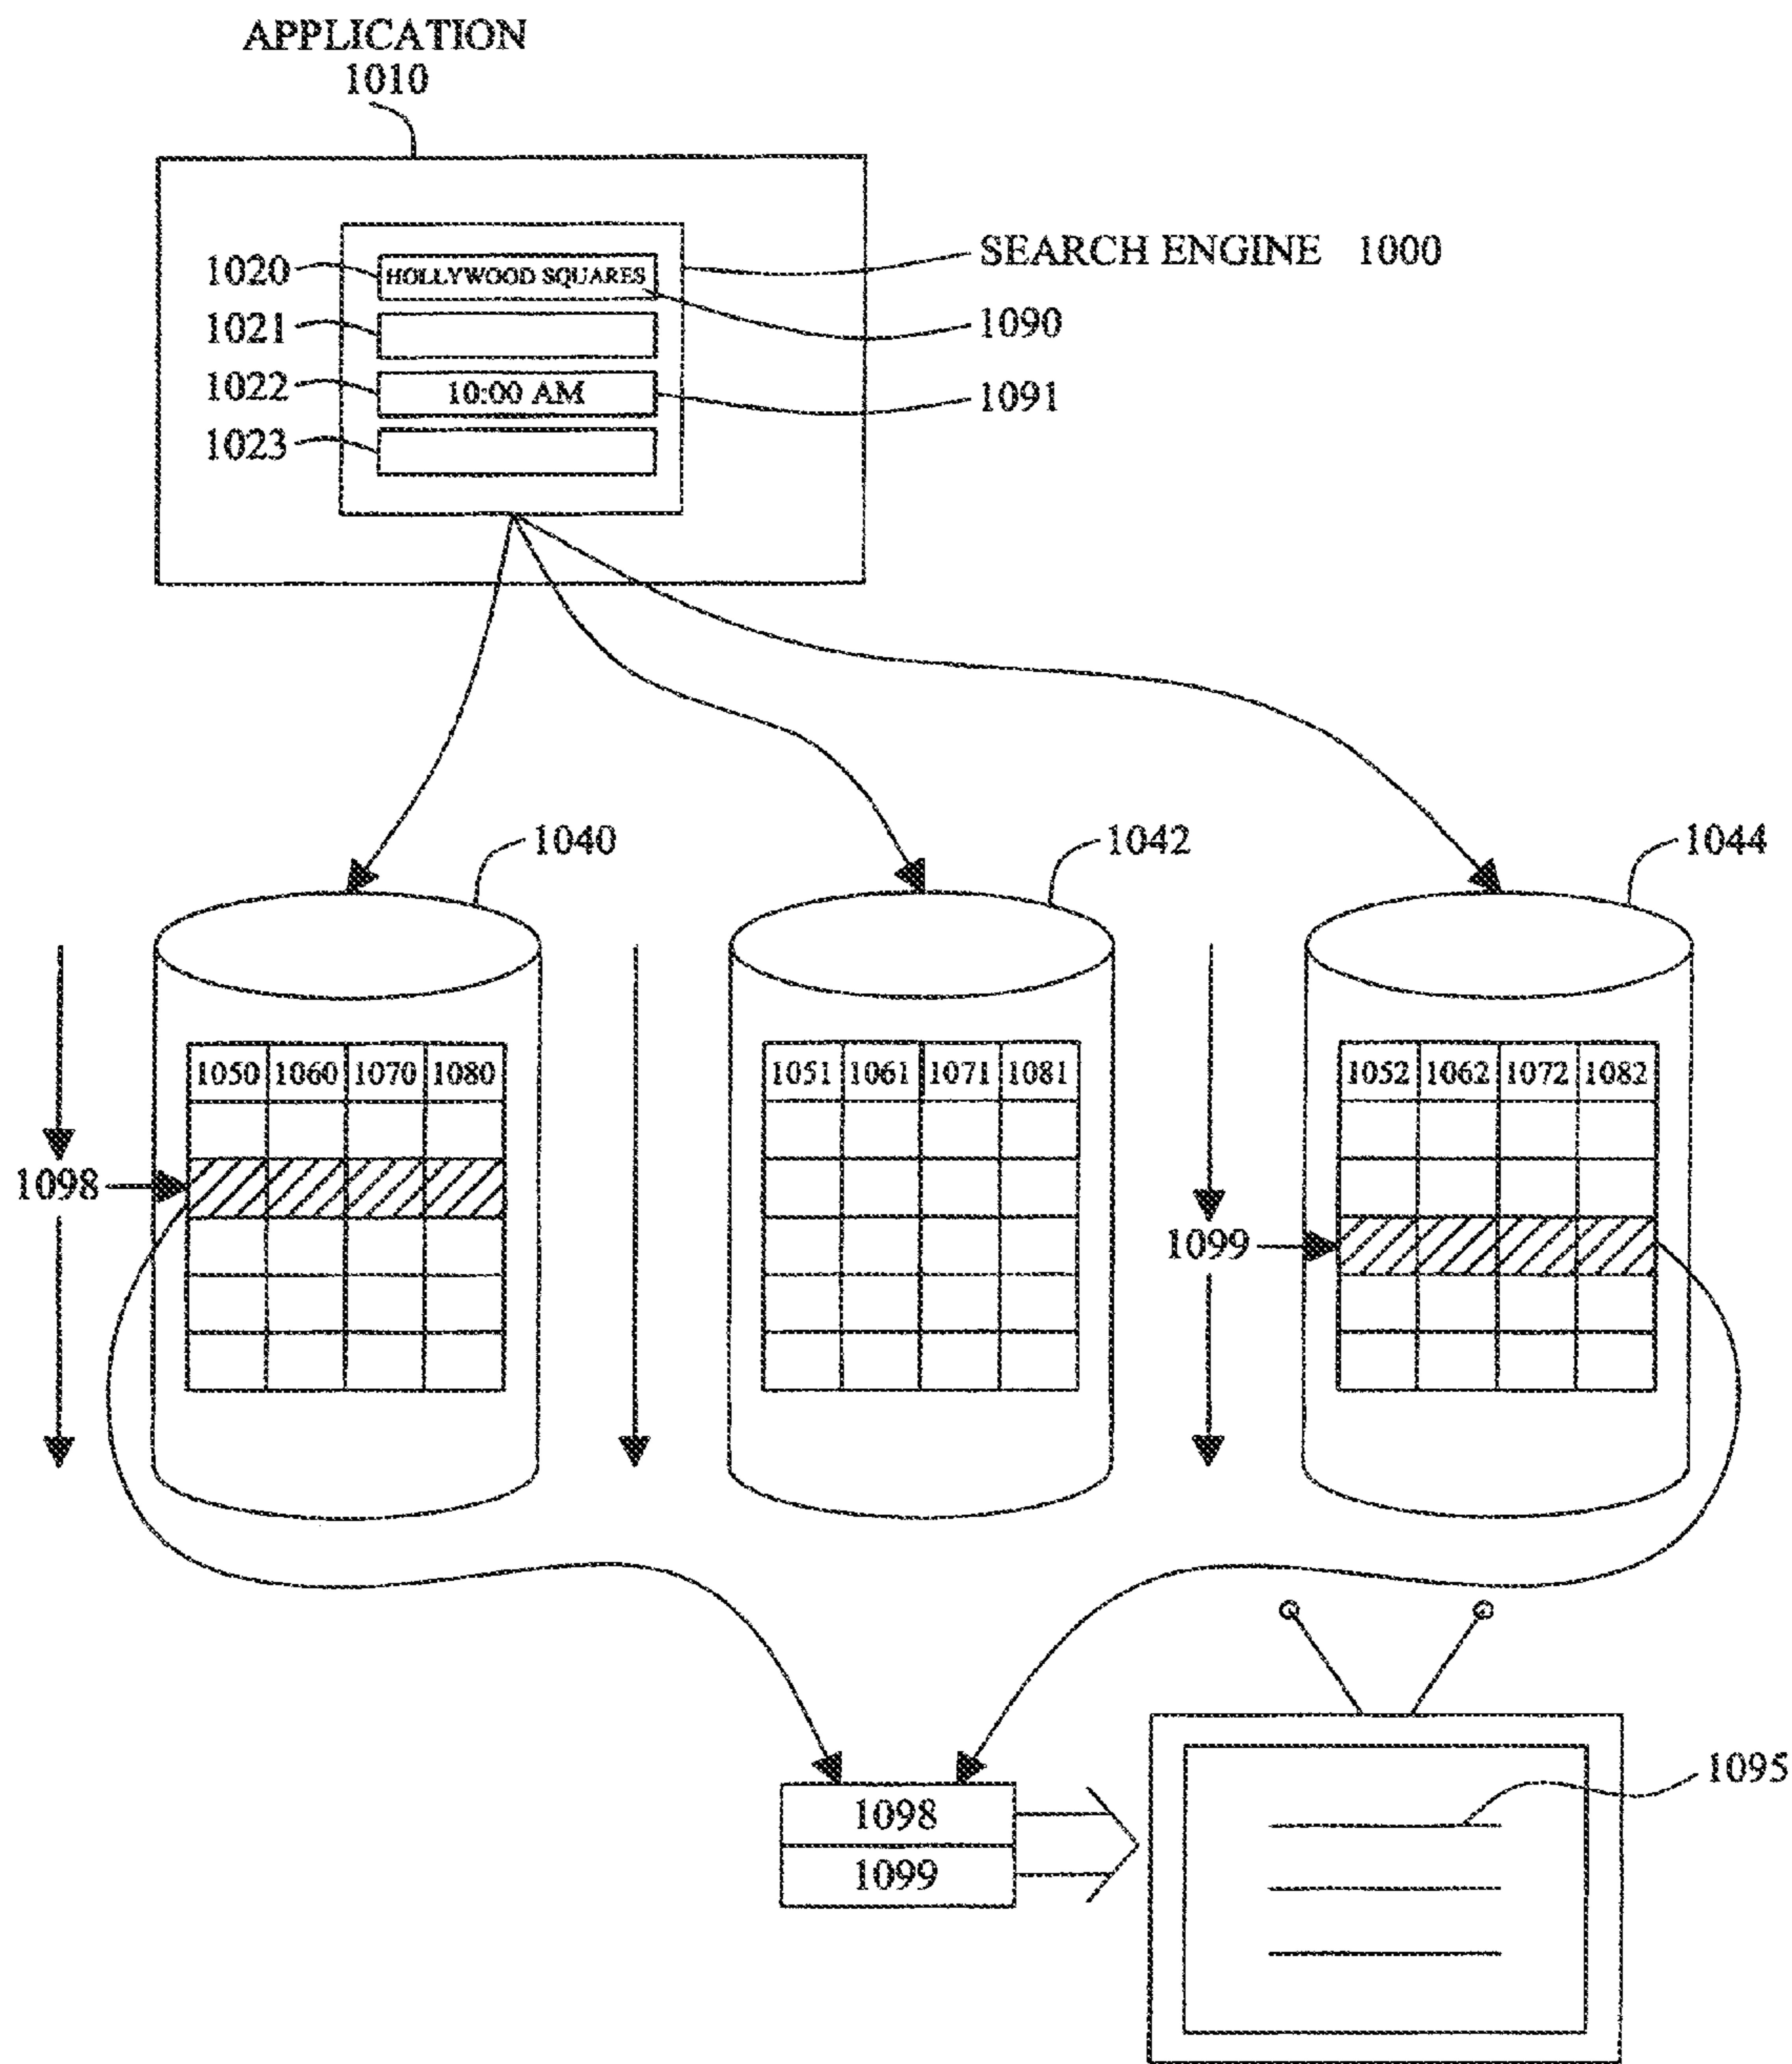 APPLICATION
1010
SEARCH ENGINE 1000
1020
HOLLYWOOD SQUARES
1090
1021
1022
10:00 AM
1091
1023
1040
1042
1044
1050 1060 1070 1080
1051 1061 1071 1081
1052 1062 1072 1082
1098
1099
1095
1098
1099